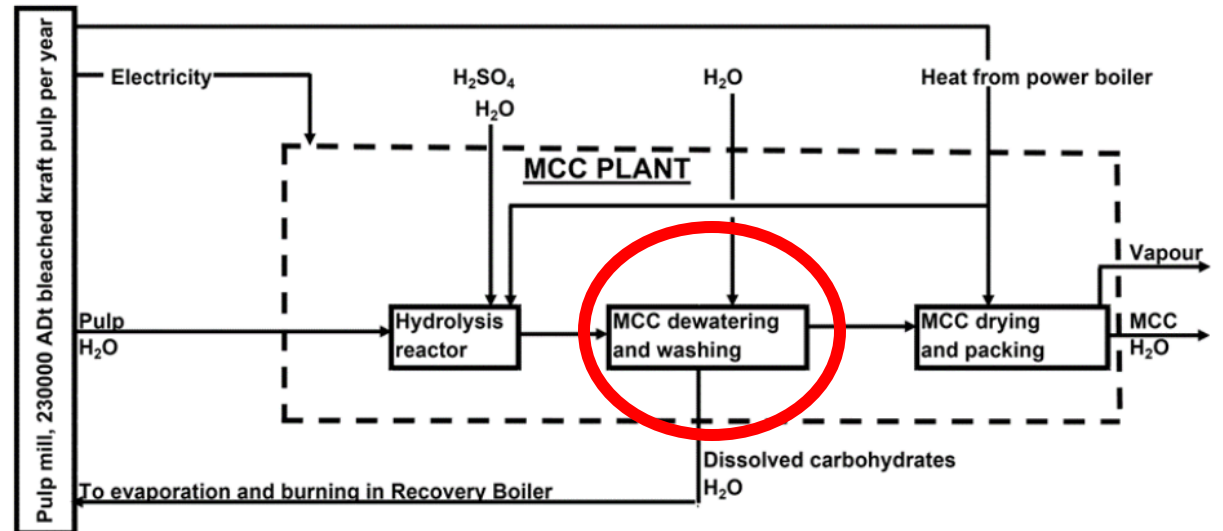 Pulp mill, 230000 ADt bleached kraft pulp per year
Electricity
H₂SO₄
H₂O
H₂O
Heat from power boiler
MCC PLANT
Vapour
Pulp
H₂O
Hydrolysis
reactor
MCC dewatering
and washing
MCC drying
and packing
MCC
H₂O
Dissolved carbohydrates
H₂O
To evaporation and burning in Recovery Boiler